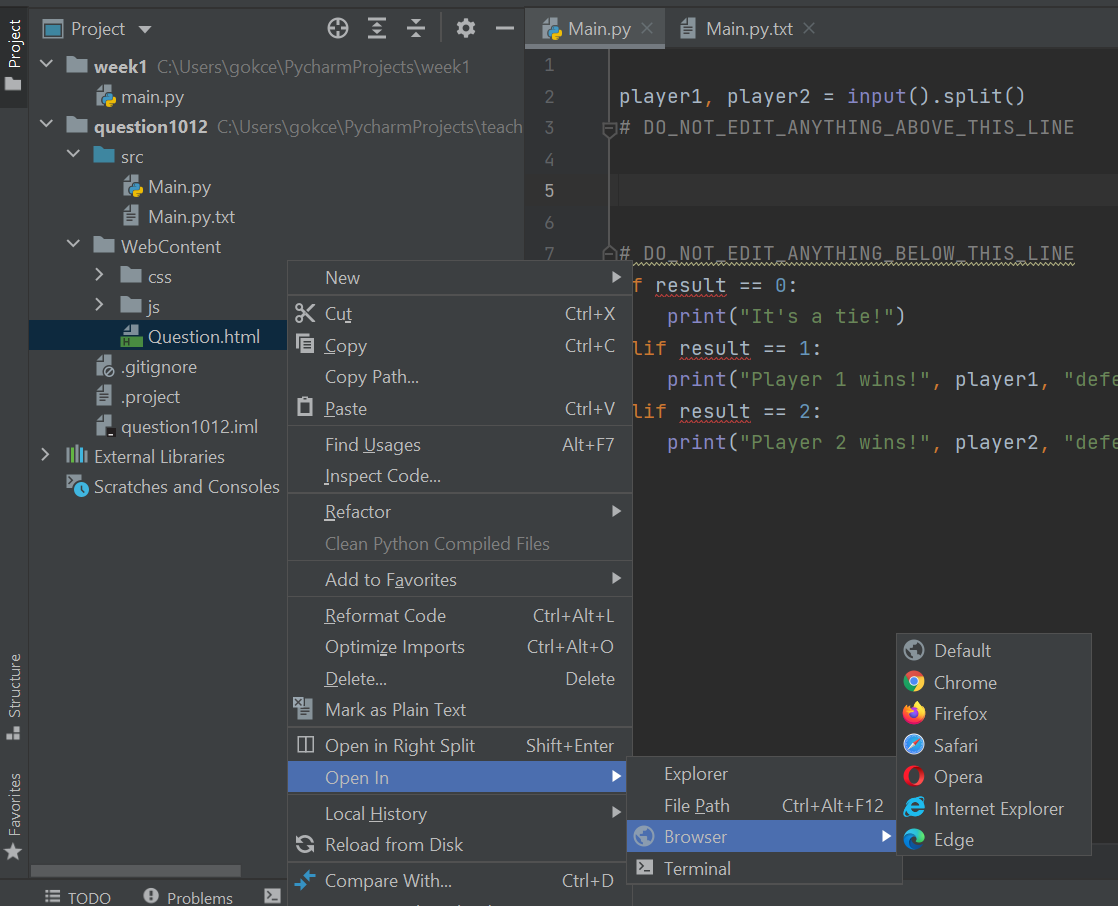 Project
Project
Main.py
Main.py.txt
week1 C:\Users\gokce\PycharmProjects\week1
main.py
question1012 C:\Users\gokce\PycharmProjects\teach
src
Main.py
Main.py.txt
WebContent
css
js
Question.html
.gitignore
.project
question1012.iml
External Libraries
Scratches and Consoles
Structure
Favorites
TODO
Problems
1
2 player1, player2 = input().split()
3 # DO_NOT_EDIT_ANYTHING_ABOVE_THIS_LINE
4
5
6
7 # DO_NOT_EDIT_ANYTHING_BELOW_THIS_LINE
f result == 0:
print("It's a tie!")
lif result == 1:
print("Player 1 wins!", player1, "defe
lif result == 2:
print("Player 2 wins!", player2, "defe
New
Cut Ctrl+X
Copy Ctrl+C
Copy Path...
Paste Ctrl+V
Find Usages Alt+F7
Inspect Code...
Refactor
Clean Python Compiled Files
Add to Favorites
Reformat Code Ctrl+Alt+L
Optimize Imports Ctrl+Alt+O
Delete... Delete
Mark as Plain Text
Open in Right Split Shift+Enter
Open In
Local History
Reload from Disk
Compare With... Ctrl+D
Explorer
File Path Ctrl+Alt+F12
Browser
Terminal
Default
Chrome
Firefox
Safari
Opera
Internet Explorer
Edge